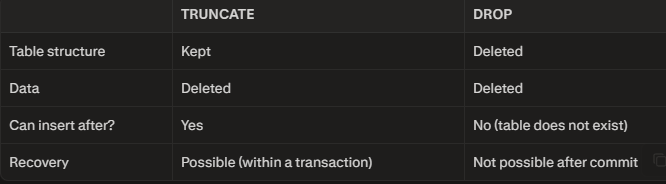 TRUNCATE DROP
Table structure Kept Deleted
Data Deleted Deleted
Can insert after? Yes No (table does not exist)
Recovery Possible (within a transaction) Not possible after commit